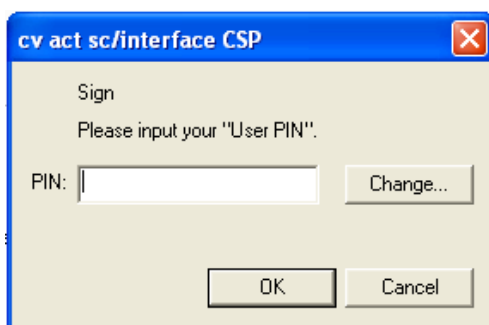 cv act sc/interface CSP
Sign
Please input your "User PIN".
PIN:
Change...
OK
Cancel